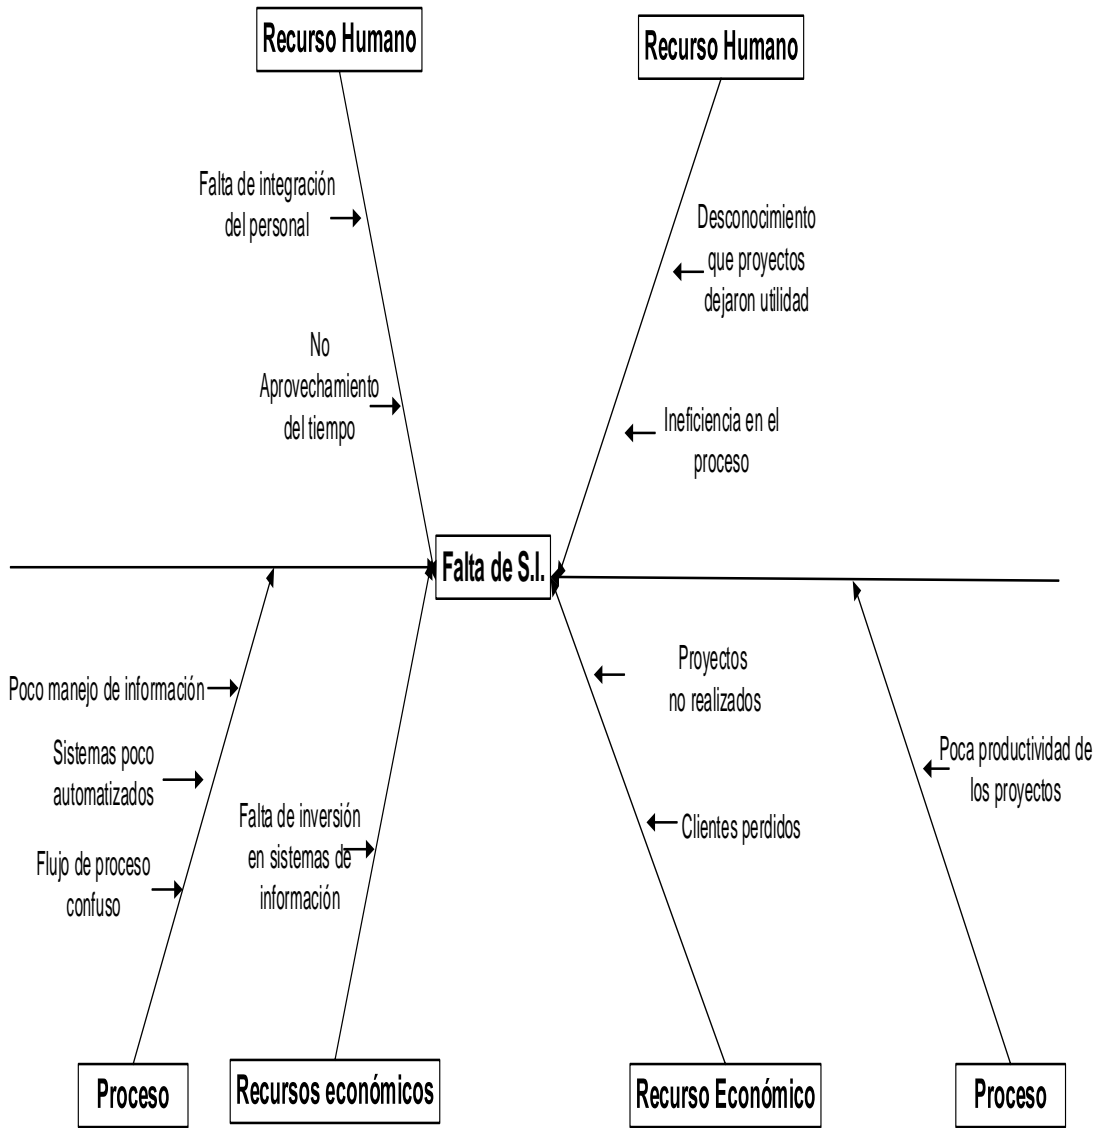 Recurso Humano
Recurso Humano
Falta de integración
del personal
Desconocimiento
que proyectos
dejaron utilidad
No
Aprovechamiento
del tiempo
Ineficiencia en el
proceso
Falta de S.I.
Poco manejo de información
Sistemas poco
automatizados
Flujo de proceso
confuso
Falta de inversión
en sistemas de
información
Proyectos
no realizados
Clientes perdidos
Poca productividad de
los proyectos
Proceso
Recursos económicos
Recurso Económico
Proceso